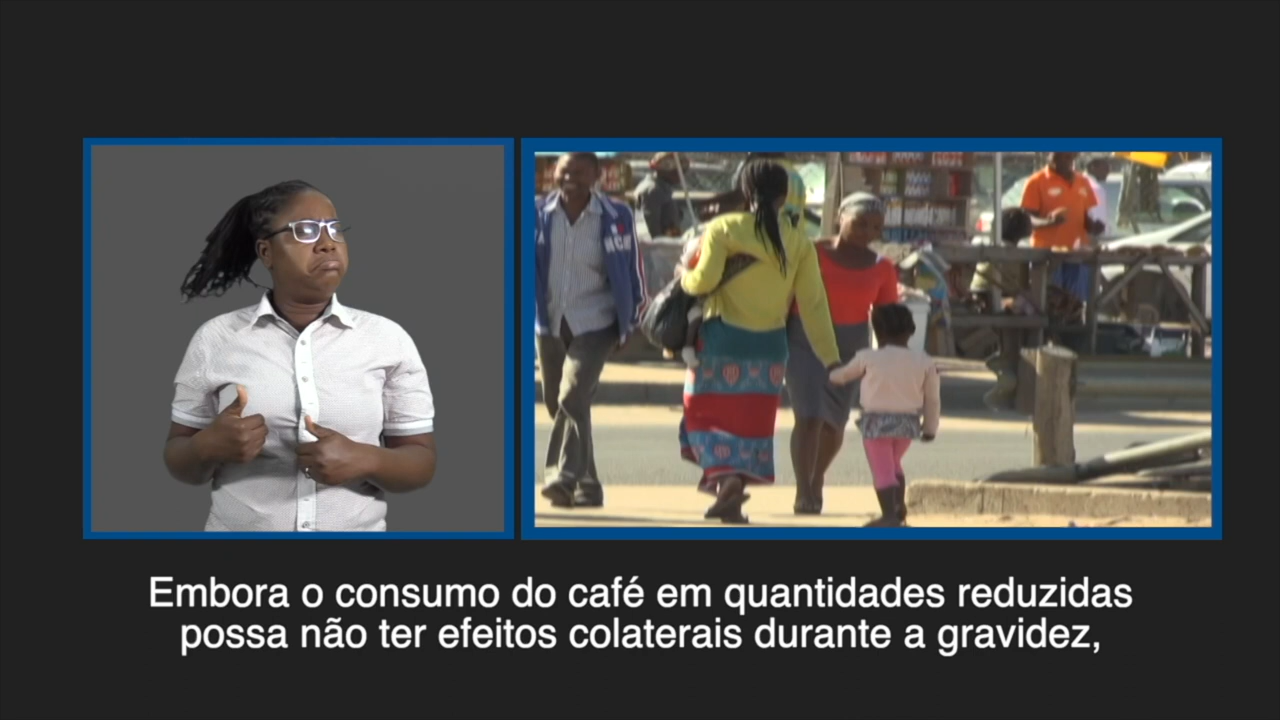 Embora o consumo do café em quantidades reduzidas
possa não ter efeitos colaterais durante a gravidez,